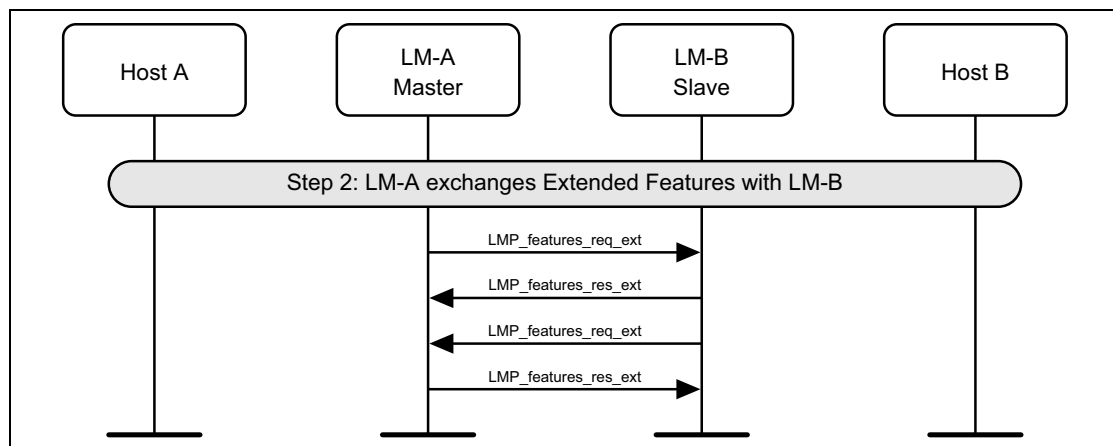 Host A
LM-A
Master
LM-B
Slave
Host B
Step 2: LM-A exchanges Extended Features with LM-B
LMP_features_req_ext
LMP_features_res_ext
LMP_features_req_ext
LMP_features_res_ext